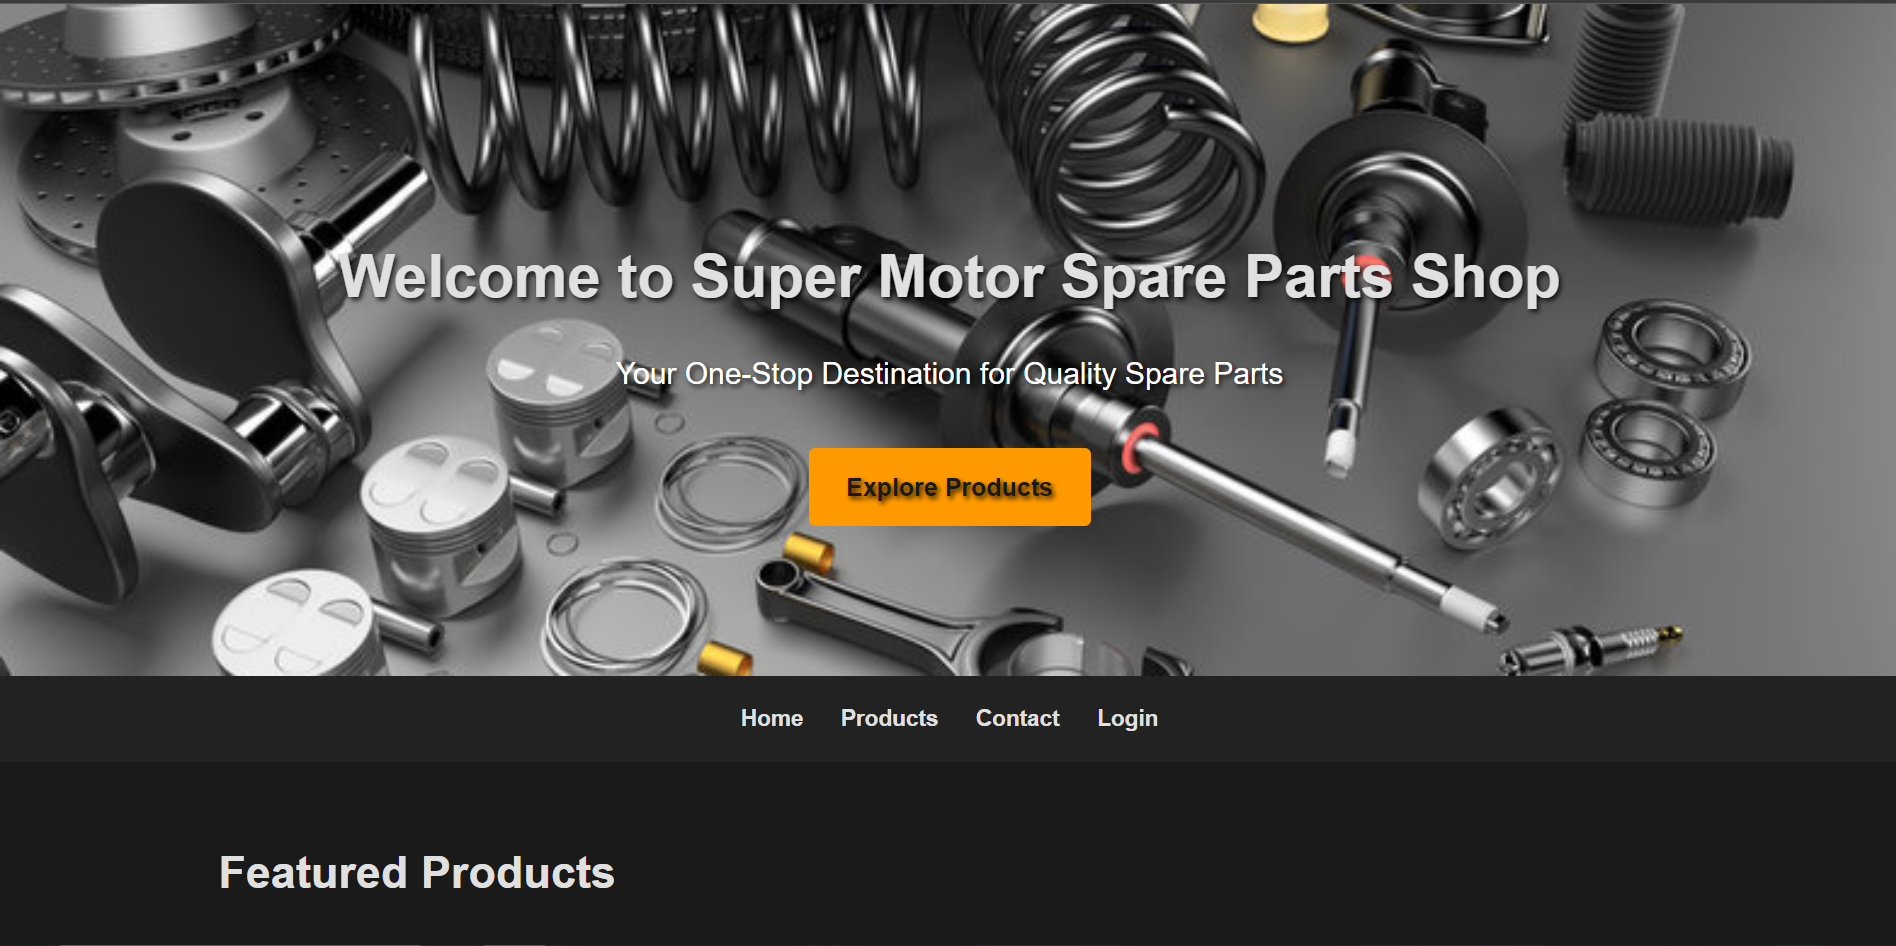 Welcome to Super Motor Spare Parts Shop
Your One-Stop Destination for Quality Spare Parts
Explore Products
Home Products Contact Login
Featured Products